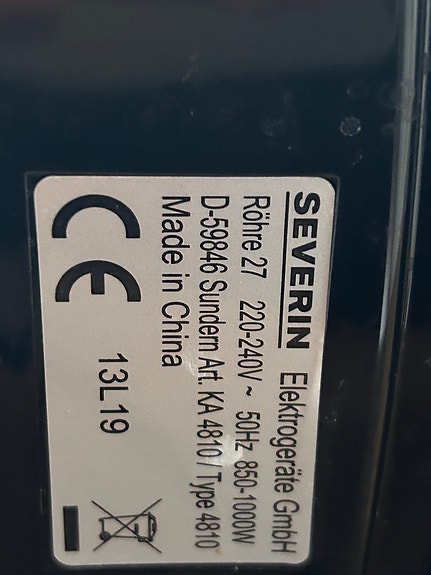 SEVERIN Elektrogeräte GmbH
Röhre 27 220-240V ~ 50Hz 850-1000W
D-59846 Sundern Art. KA 4810 / Type 4810
Made in China
CE 13L19